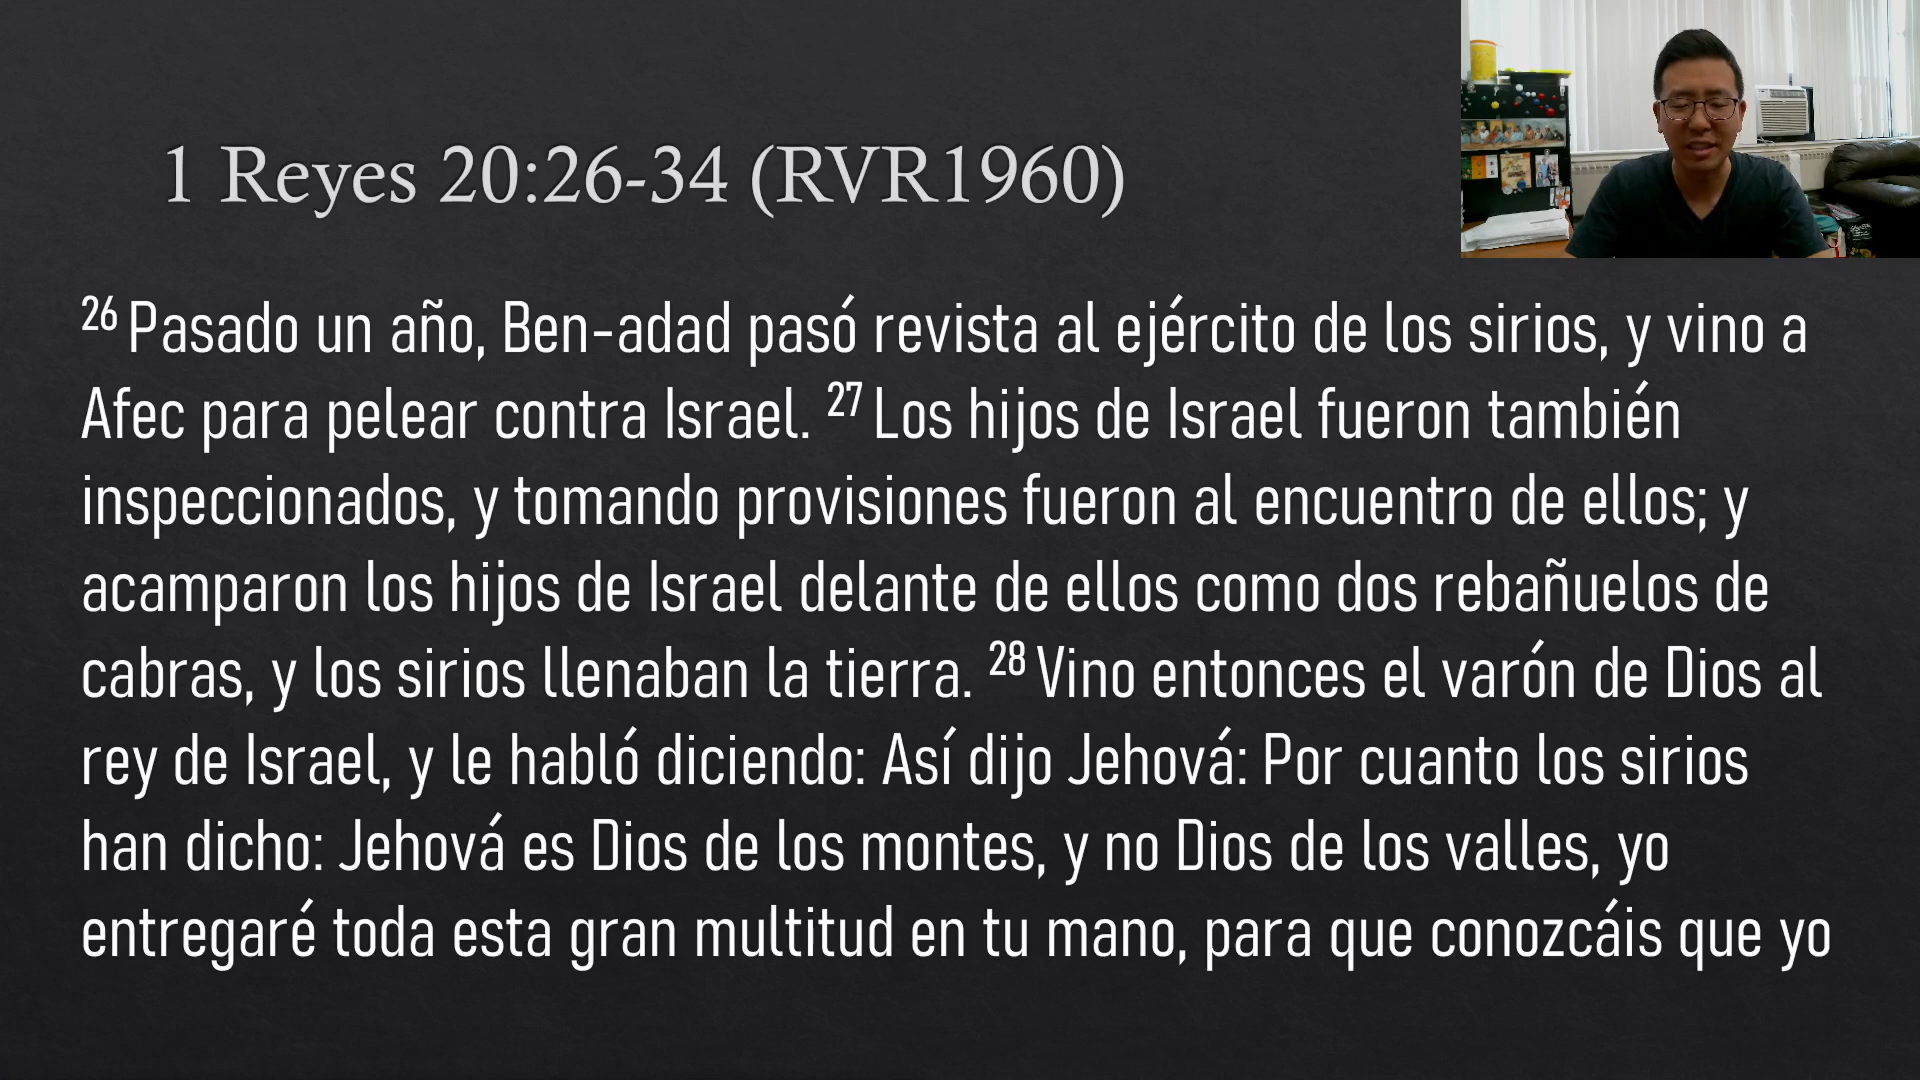 1 Reyes 20:26-34 (RVR1960)
26 Pasado un año, Ben-adad pasó revista al ejército de los sirios, y vino a
Afec para pelear contra Israel. 27 Los hijos de Israel fueron también
inspeccionados, y tomando provisiones fueron al encuentro de ellos; y
acamparon los hijos de Israel delante de ellos como dos rebañuelos de
cabras, y los sirios llenaban la tierra. 28 Vino entonces el varón de Dios al
rey de Israel, y le habló diciendo: Así dijo Jehová: Por cuanto los sirios
han dicho: Jehová es Dios de los montes, y no Dios de los valles, yo
entregaré toda esta gran multitud en tu mano, para que conozcáis que yo